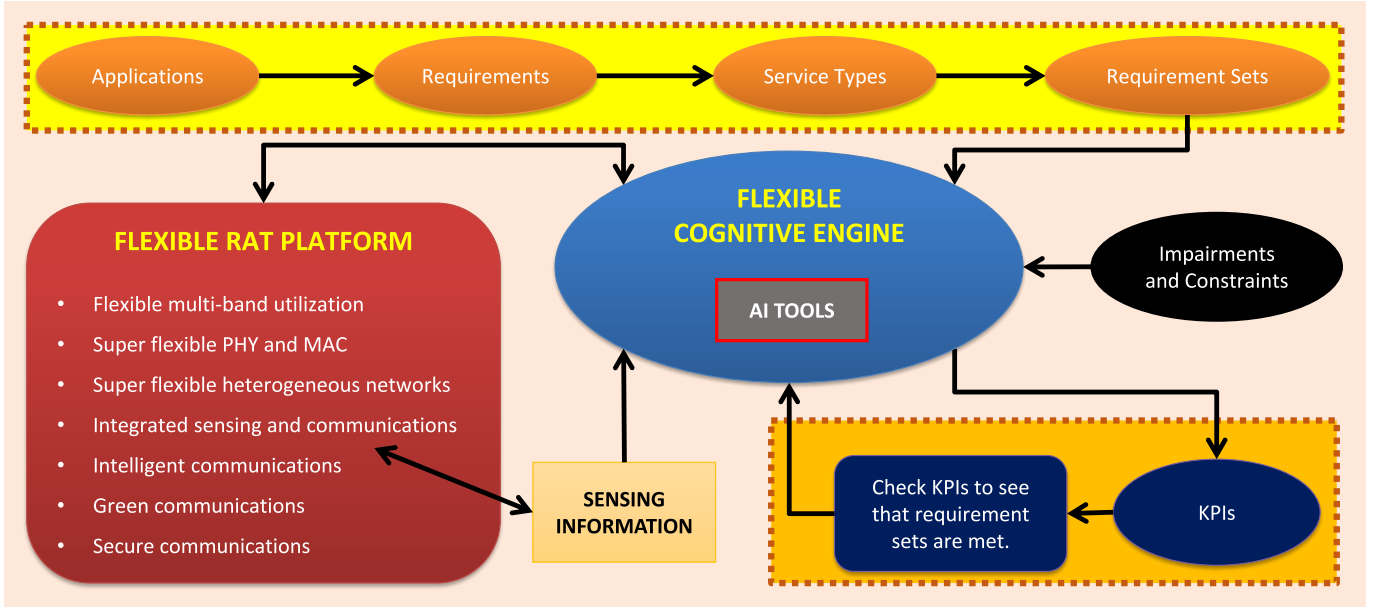 Applications
Requirements
Service Types
Requirement Sets
FLEXIBLE
COGNITIVE ENGINE
AI TOOLS
Impairments
and Constraints
FLEXIBLE RAT PLATFORM
• Flexible multi-band utilization
• Super flexible PHY and MAC
• Super flexible heterogeneous networks
• Integrated sensing and communications
• Intelligent communications
• Green communications
• Secure communications
SENSING
INFORMATION
Check KPIs to see
that requirement
sets are met.
KPIs